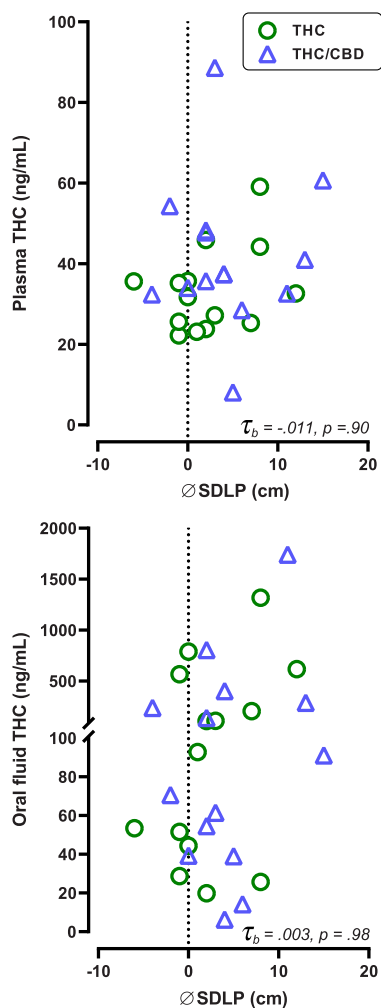 100
THC
THC/CBD
80
60
40
20
0
Plasma THC (ng/mL)
τb = -.011, p =.90
-10 0 10 20
∅SDLP (cm)
2000
1500
1000
500
100
80
60
40
20
0
Oral fluid THC (ng/mL)
τb = .003, p = .98
-10 0 10 20
∅SDLP (cm)